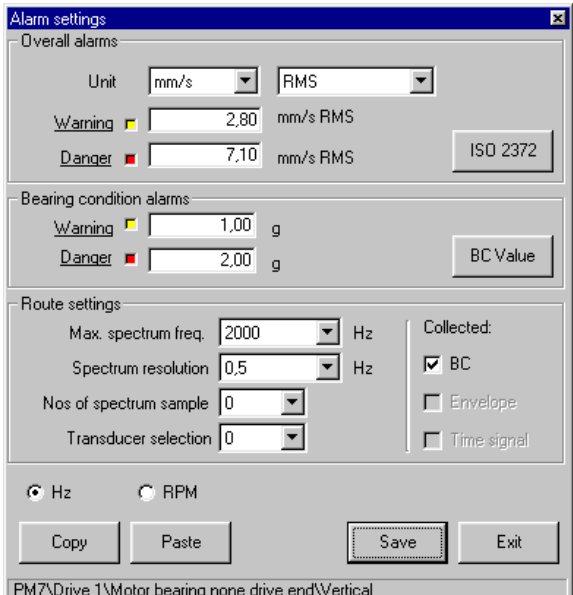 Alarm settings
Overall alarms
Unit mm/s RMS
Warning 2,80 mm/s RMS
Danger 7,10 mm/s RMS
ISO 2372
Bearing condition alarms
Warning 1,00 g
Danger 2,00 g
BC Value
Route settings
Max. spectrum freq. 2000 Hz
Spectrum resolution 0,5 Hz
Nos of spectrum sample 0
Transducer selection 0
Collected:
BC
Envelope
Time signal
Hz RPM
Copy Paste Save Exit
PM7\Drive 1\Motor bearing none drive end\Vertical